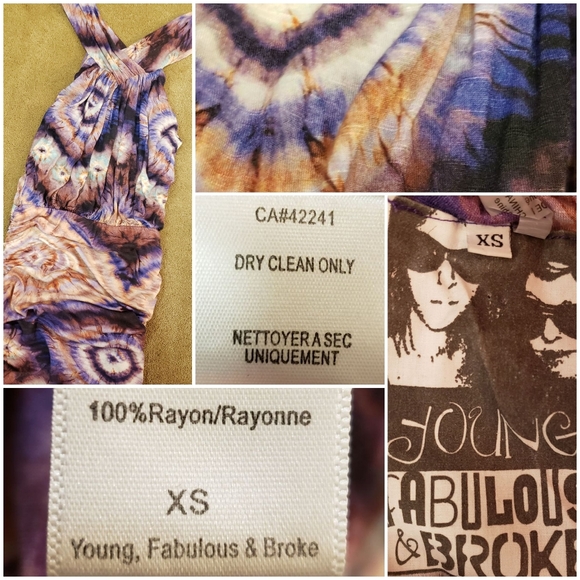 CA#42241
DRY CLEAN ONLY
NETTOYER A SEC
UNIQUEMENT
XS
YOUNG
FABULOUS
& BROKE
100%Rayon/Rayonne
XS
Young, Fabulous & Broke